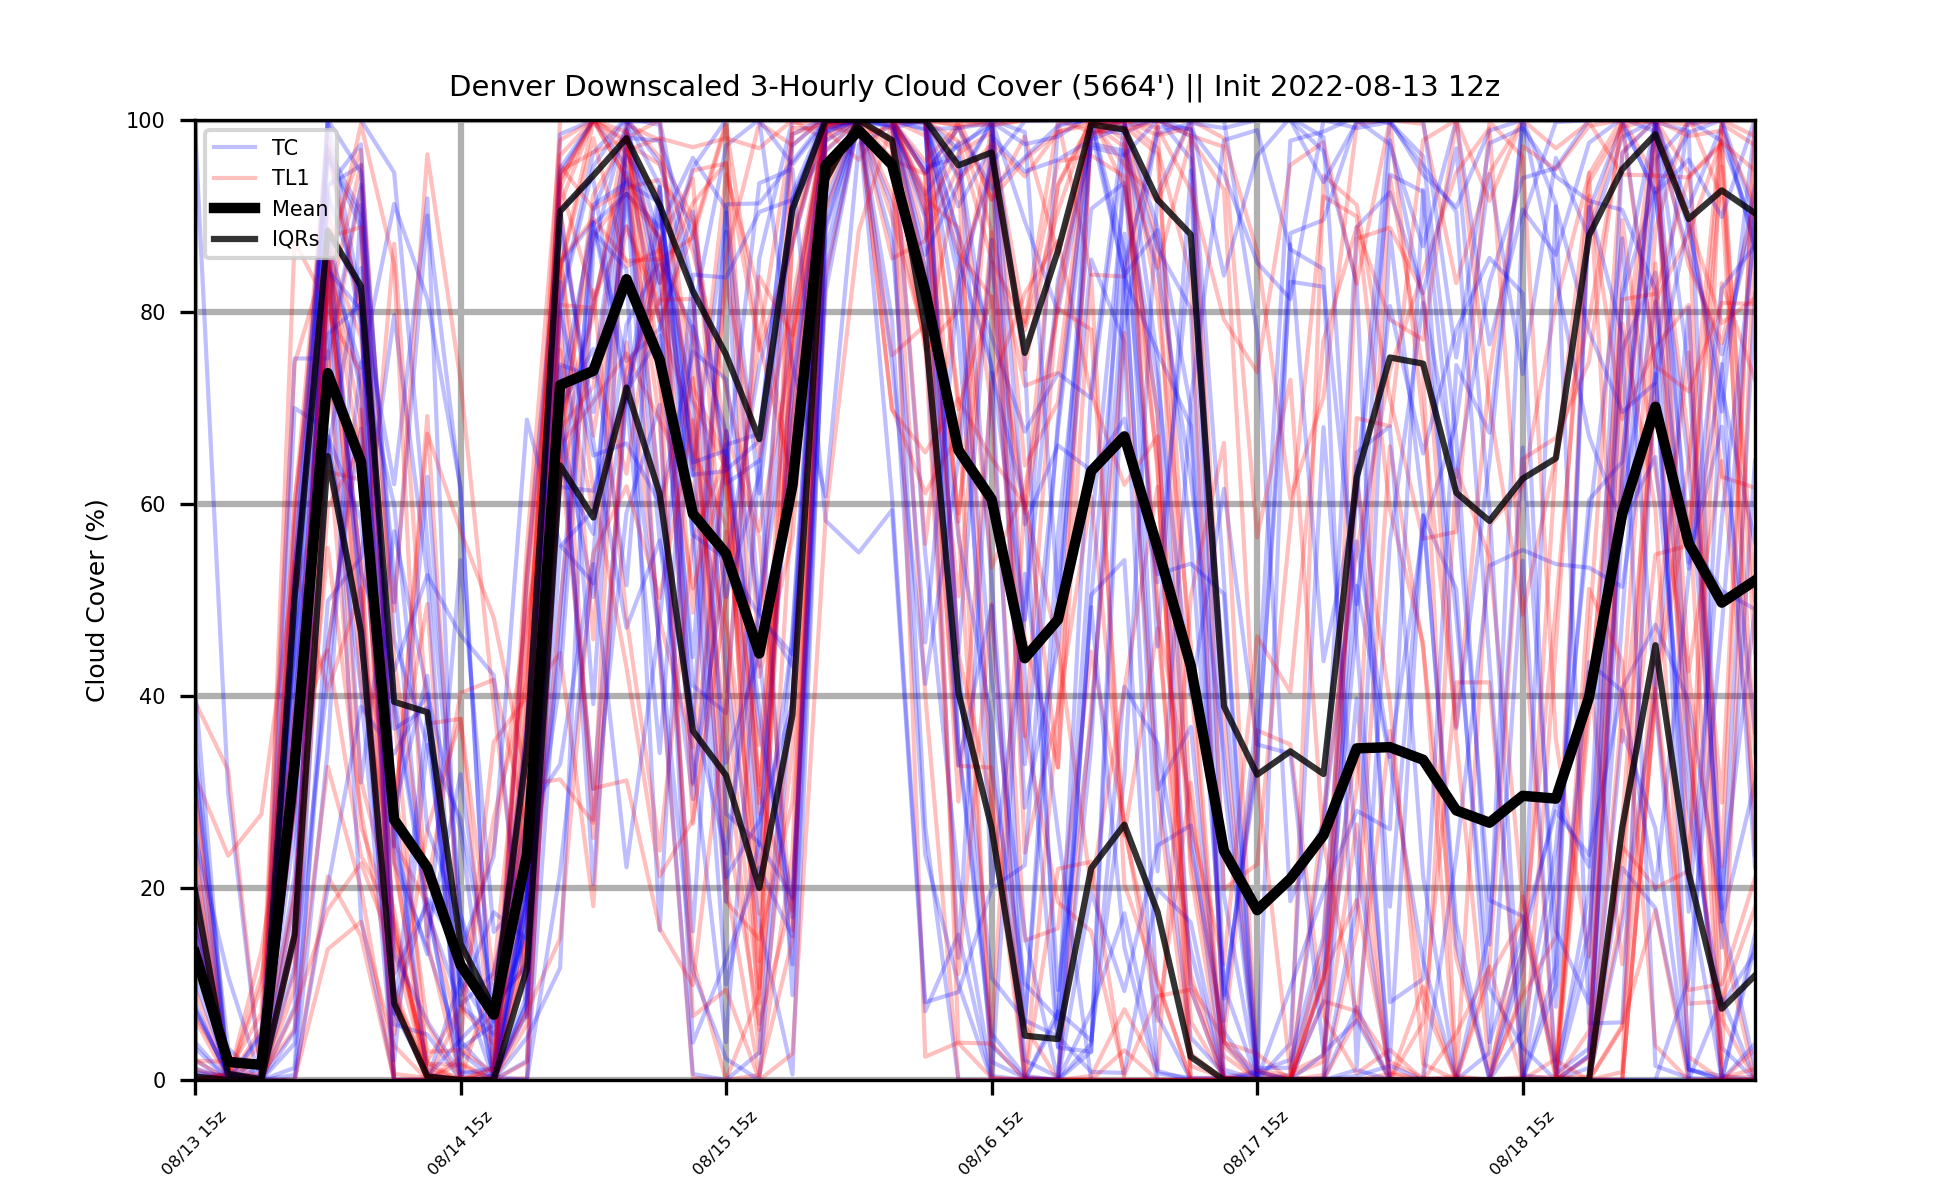 Denver Downscaled 3-Hourly Cloud Cover (5664') || Init 2022-08-13 12z
Cloud Cover (%)
100
80
60
40
20
0
TC
TL1
Mean
IQRs
08/13 15z
08/14 15z
08/15 15z
08/16 15z
08/17 15z
08/18 15z